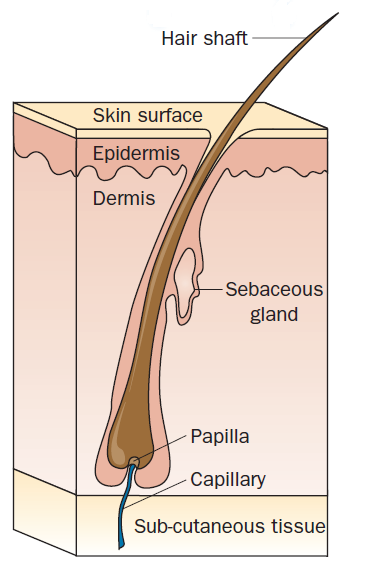 Hair shaft
Skin surface
Epidermis
Dermis
Sebaceous
gland
Papilla
Capillary
Sub-cutaneous tissue